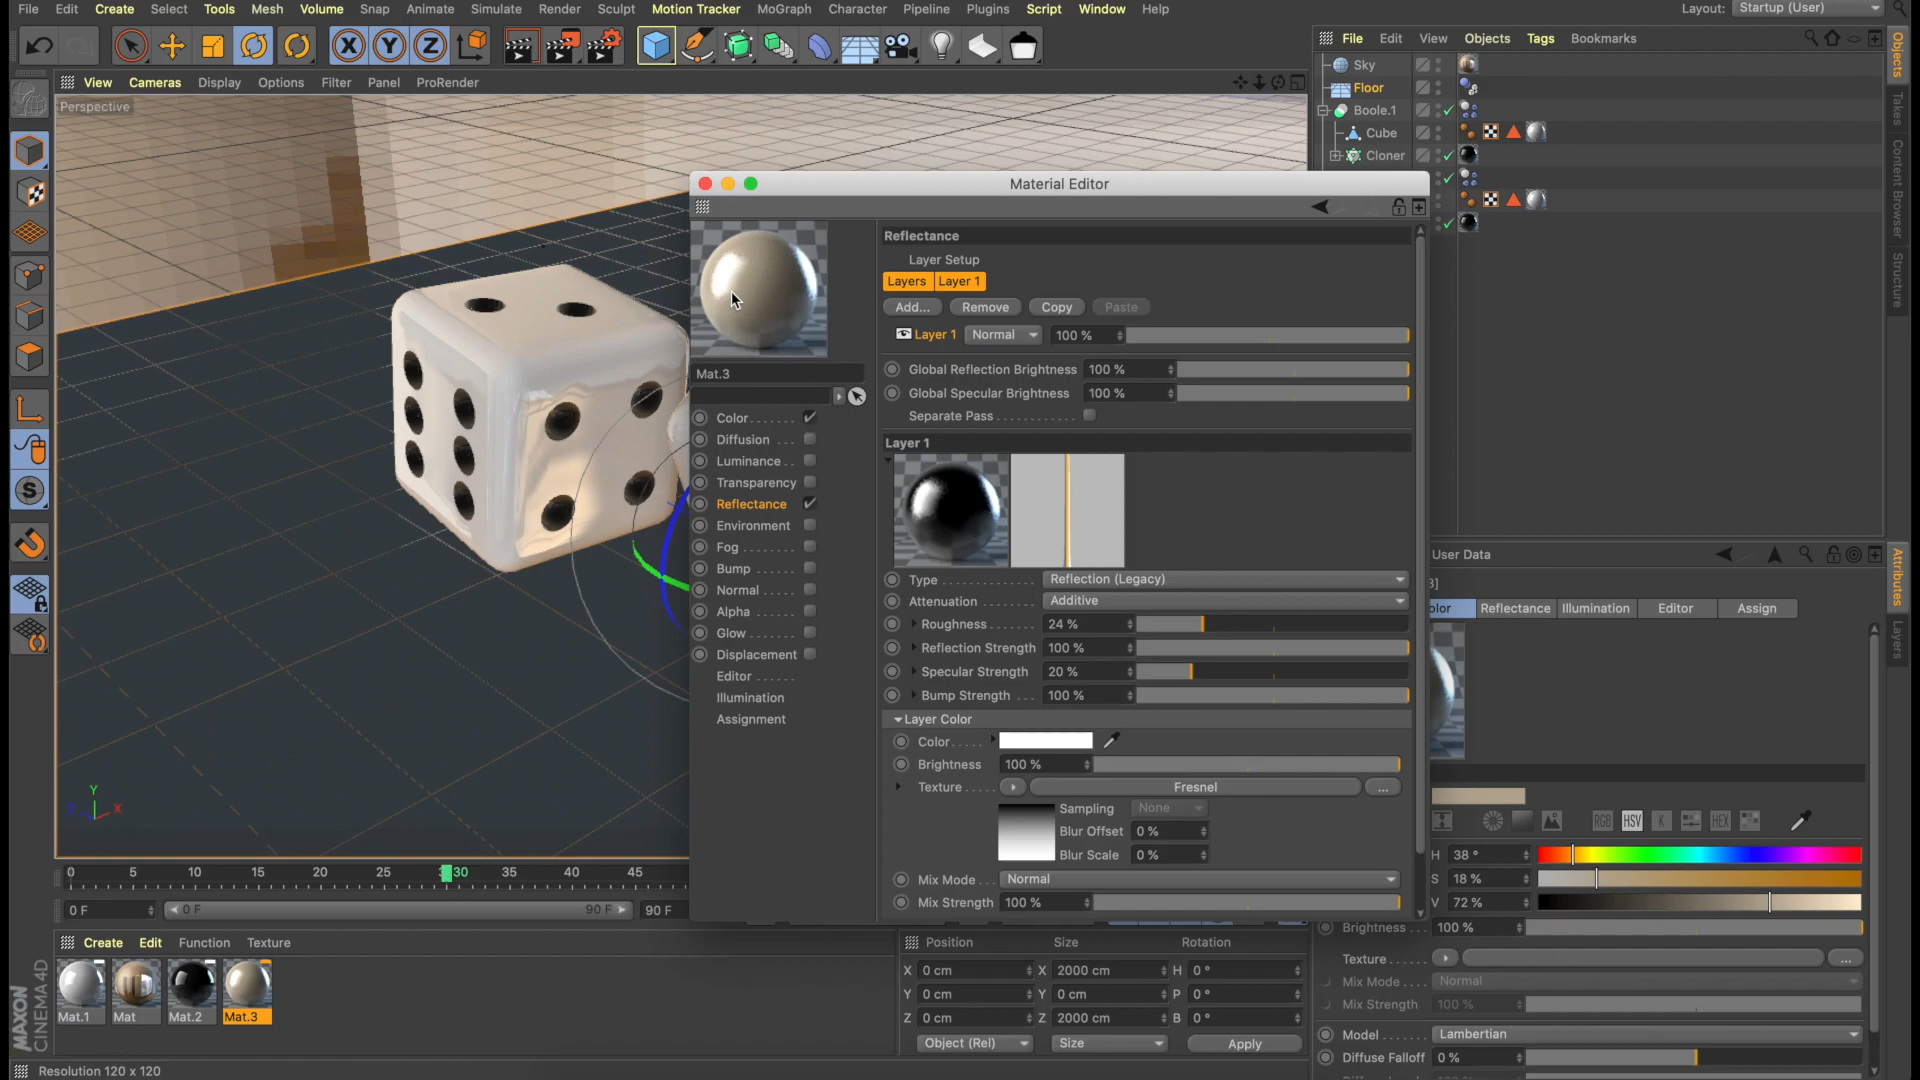 File Edit Create Select Tools Mesh Volume Snap Animate Simulate Render Sculpt Motion Tracker MoGraph Character Pipeline Plugins Script Window Help Layout: Startup (User)
X Y Z
View Cameras Display Options Filter Panel ProRender
Perspective
File Edit View Objects Tags Bookmarks
Sky
Floor
Boole.1
Cube
Cloner
Objects
Takes
Content Browser
Structure
Material Editor
Reflectance
Layer Setup
Layers Layer 1
Add... Remove Copy Paste
Layer 1 Normal 100 %
Global Reflection Brightness 100 %
Global Specular Brightness 100 %
Separate Pass
Mat.3
Color
Diffusion
Luminance
Transparency
Reflectance
Environment
Fog
Bump
Normal
Alpha
Glow
Displacement
Editor
Illumination
Assignment
Layer 1
Type Reflection (Legacy)
Attenuation Additive
Roughness 24 %
Reflection Strength 100 %
Specular Strength 20 %
Bump Strength 100 %
Layer Color
Color
Brightness 100 %
Texture Fresnel ...
Sampling None
Blur Offset 0 %
Blur Scale 0 %
Mix Mode Normal
Mix Strength 100 %
User Data
Reflectance Illumination Editor Assign
Attributes
Layers
RGB HSV K HEX
H 38 °
S 18 %
V 72 %
Brightness 100 %
Texture ...
Mix Mode Normal
Mix Strength 100 %
Model Lambertian
Diffuse Falloff 0 %
Y
Z X
0 5 10 15 20 25 30 35 40 45
0 F 0 F 90 F 90 F
Create Edit Function Texture
Mat.1 Mat Mat.2 Mat.3
MAXON
CINEMA 4D
Position Size Rotation
X 0 cm X 2000 cm H 0 °
Y 0 cm Y 0 cm P 0 °
Z 0 cm Z 2000 cm B 0 °
Object (Rel) Size Apply
Resolution 120 x 120